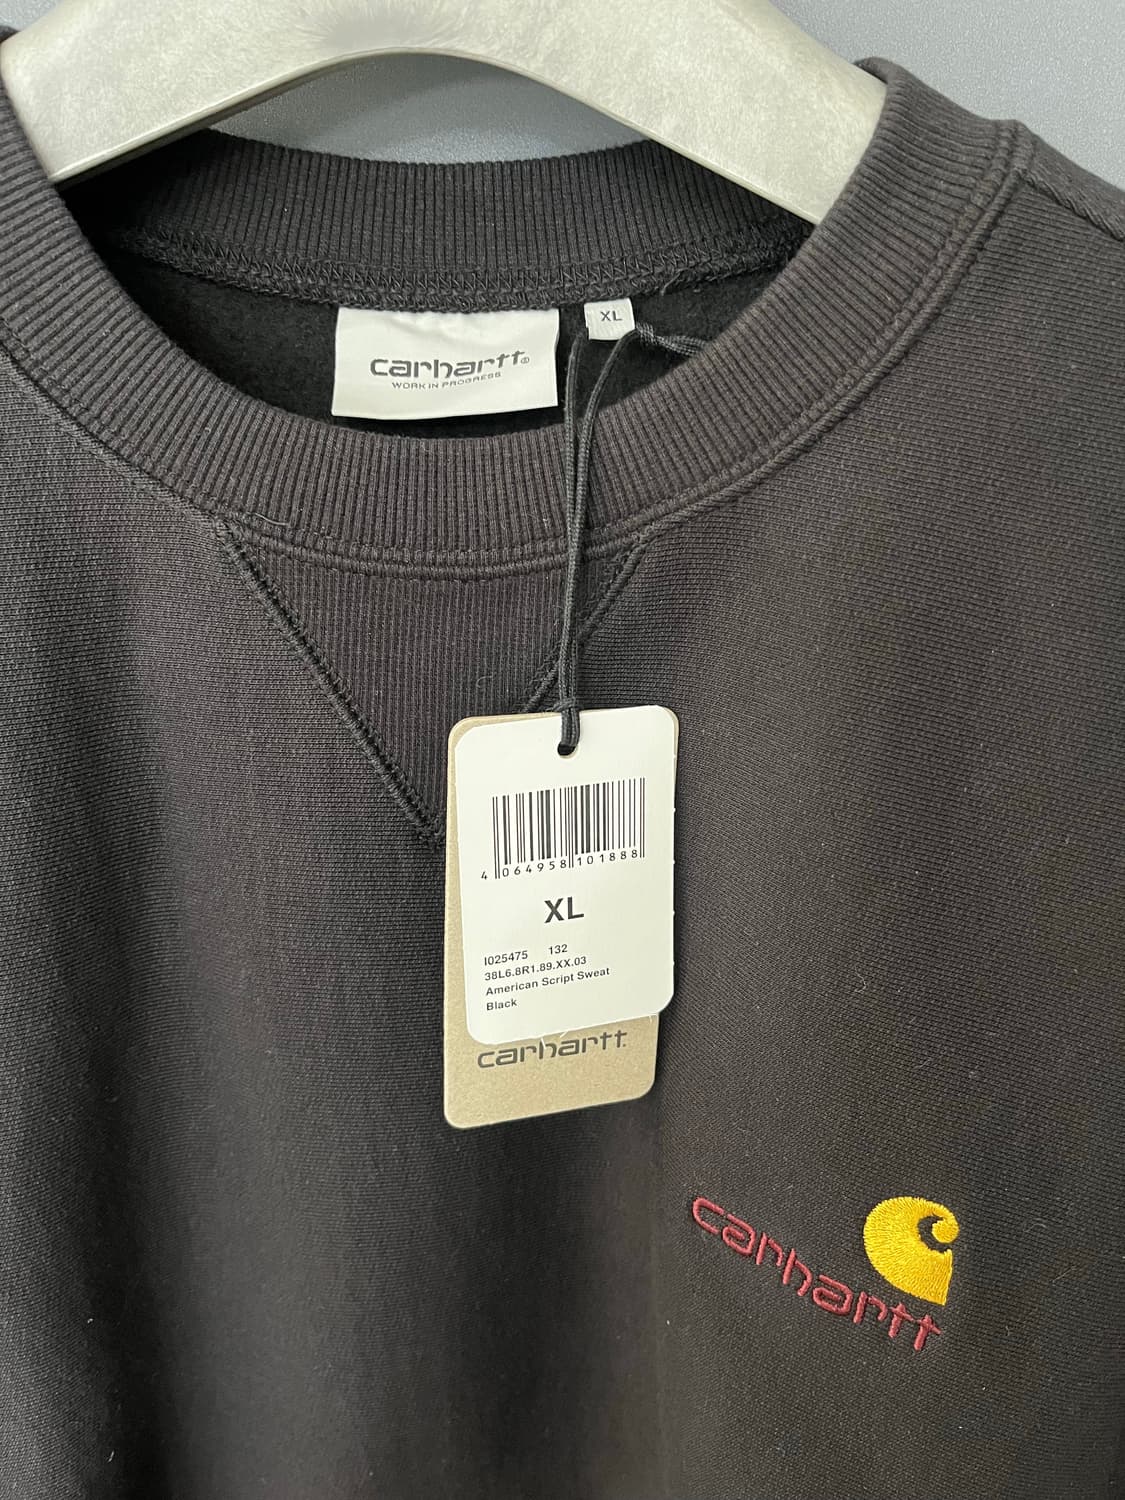 carhartt®
WORK IN PROGRESS
XL
4 064958 101888
XL
I025475 132
38L6.8R1.89.XX.03
American Script Sweat
Black
carhartt.
carhartt